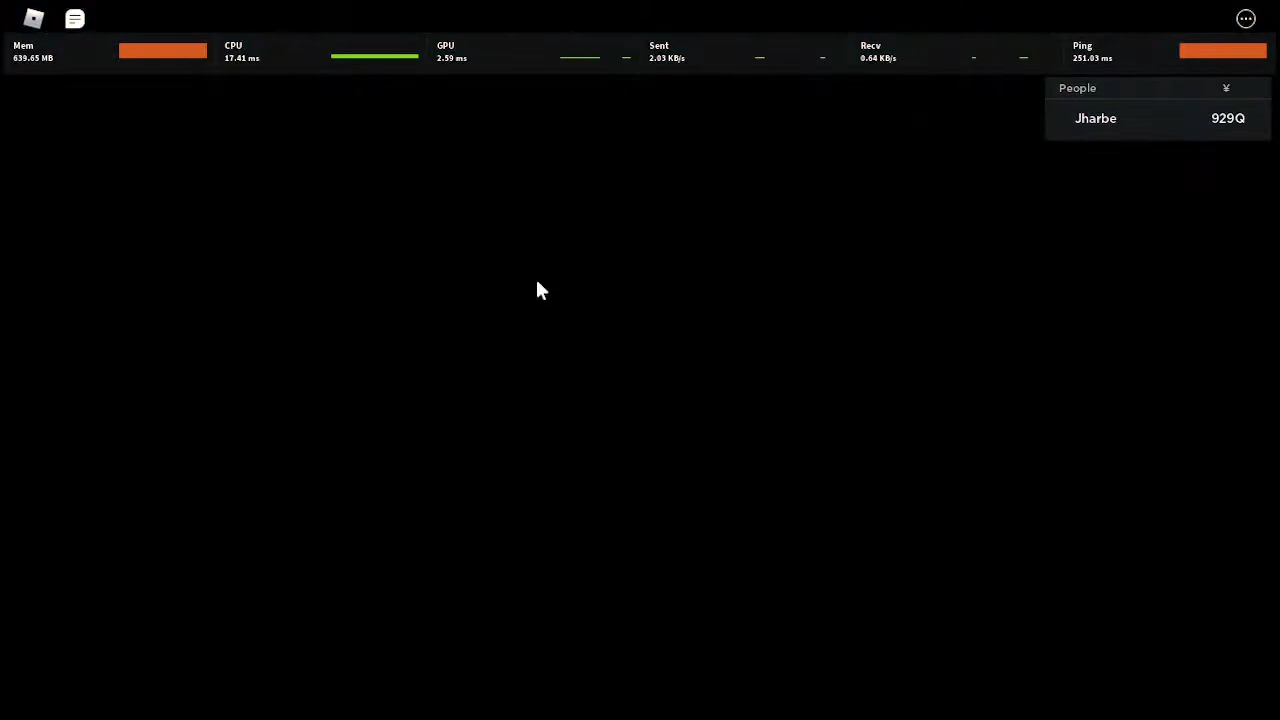 Mem CPU GPU Sent Recv Ping
639.65 MB 17.41 ms 2.59 ms 2.03 KB/s 0.64 KB/s 251.03 ms
People ¥
Jharbe 929Q